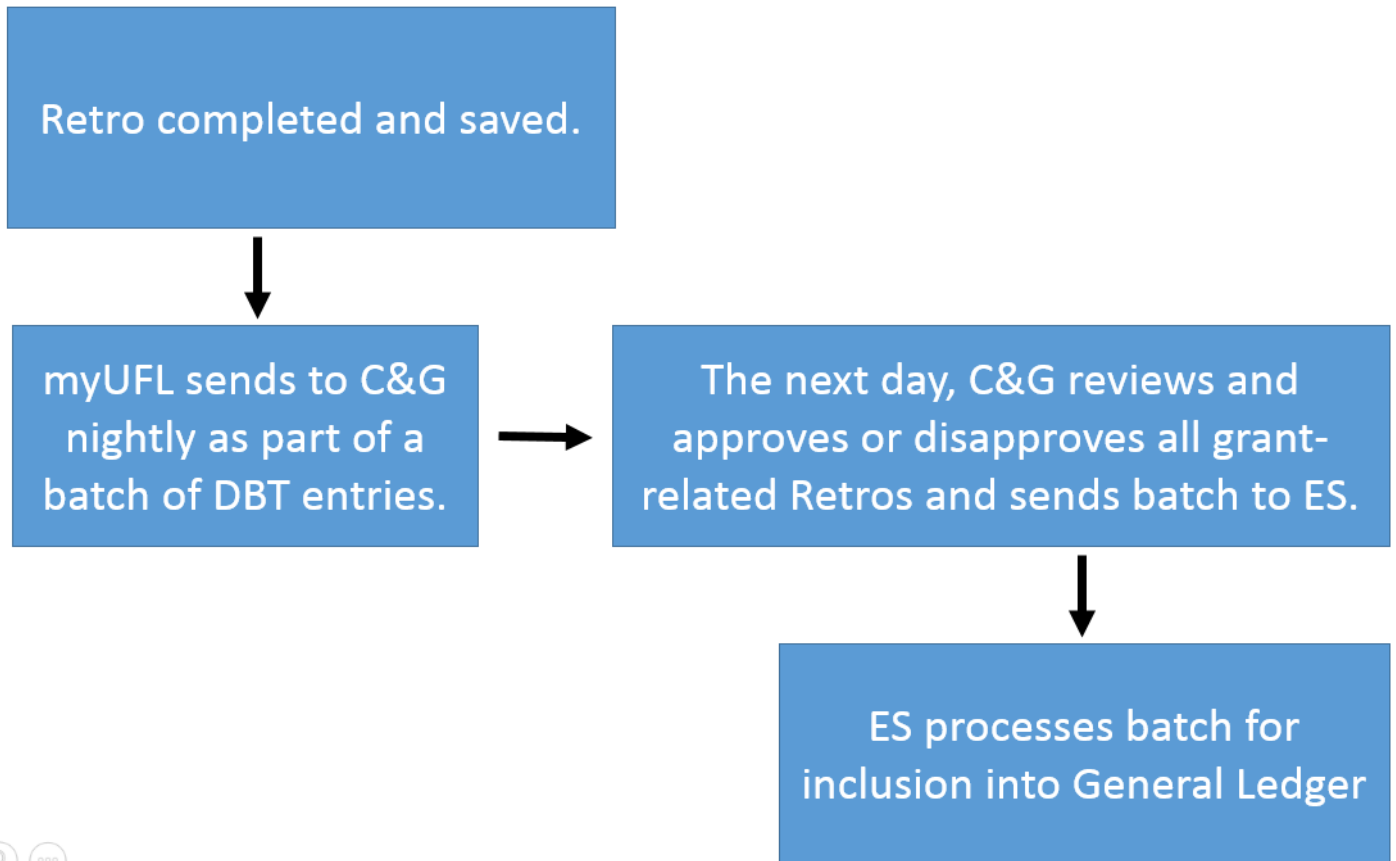 Retro completed and saved.
myUFL sends to C&G
nightly as part of a
batch of DBT entries.
The next day, C&G reviews and
approves or disapproves all grant-
related Retros and sends batch to ES.
ES processes batch for
inclusion into General Ledger